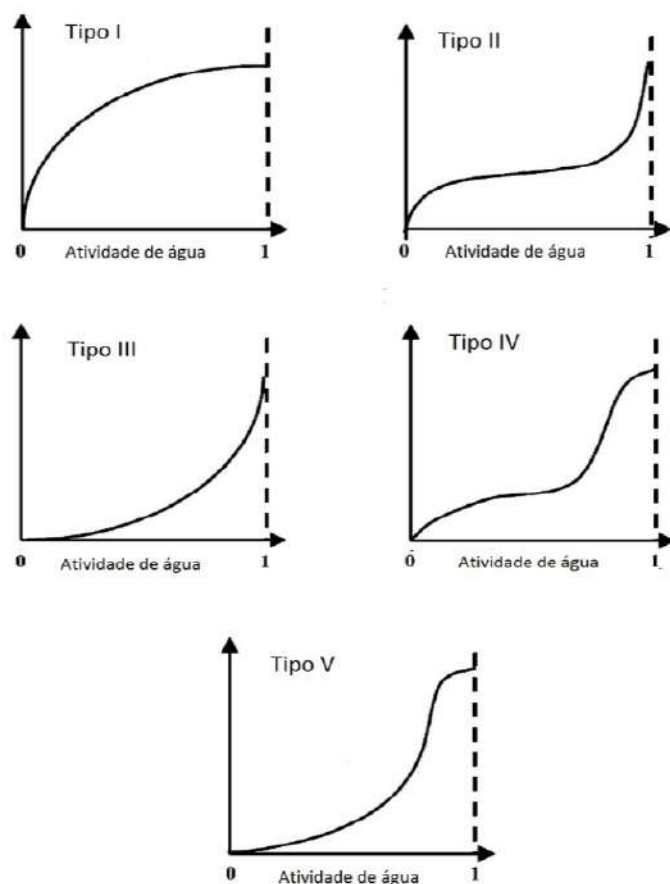 Tipo I
Tipo II
0 Atividade de água 1
0 Atividade de água 1
Tipo III
Tipo IV
0 Atividade de água 1
0 Atividade de água 1
Tipo V
0 Atividade de água 1